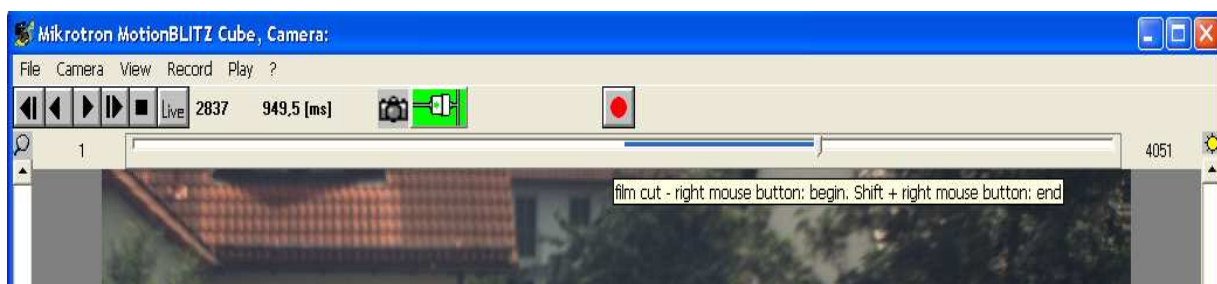 Mikrotron MotionBLITZ Cube, Camera:
File Camera View Record Play ?
Live 2837 949,5 [ms]
1 4051
film cut - right mouse button: begin. Shift + right mouse button: end